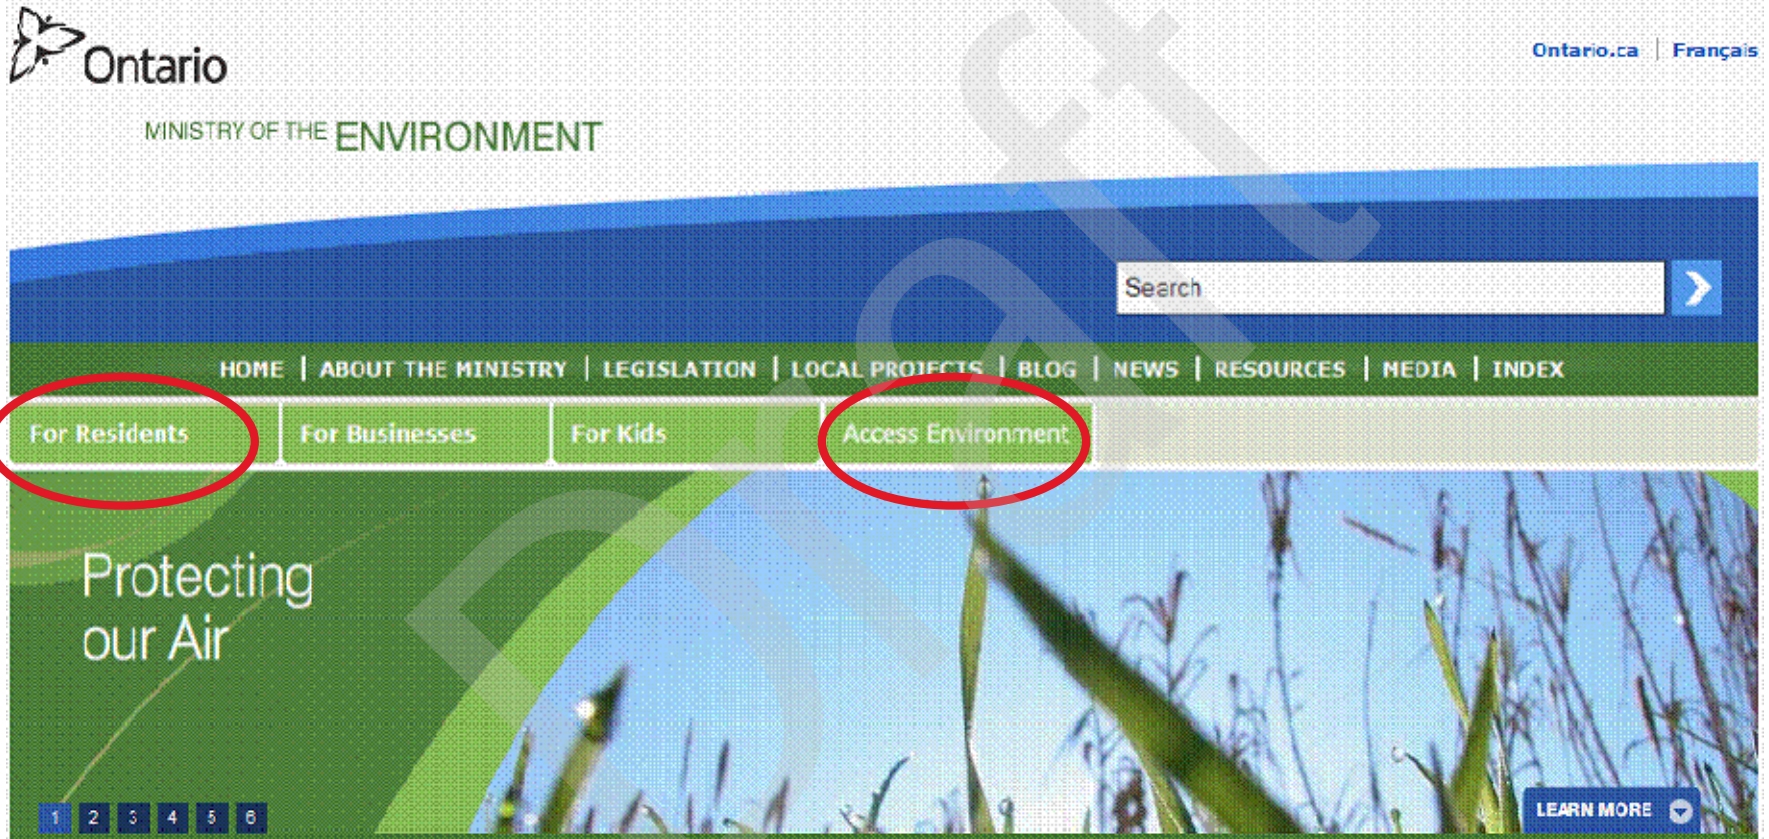 Ontario
Ontario.ca | Français
MINISTRY OF THE ENVIRONMENT
Search
HOME | ABOUT THE MINISTRY | LEGISLATION | LOCAL PROJECTS | BLOG | NEWS | RESOURCES | MEDIA | INDEX
For Residents For Businesses For Kids Access Environment
Protecting
our Air
1 2 3 4 5 6
LEARN MORE
Draft